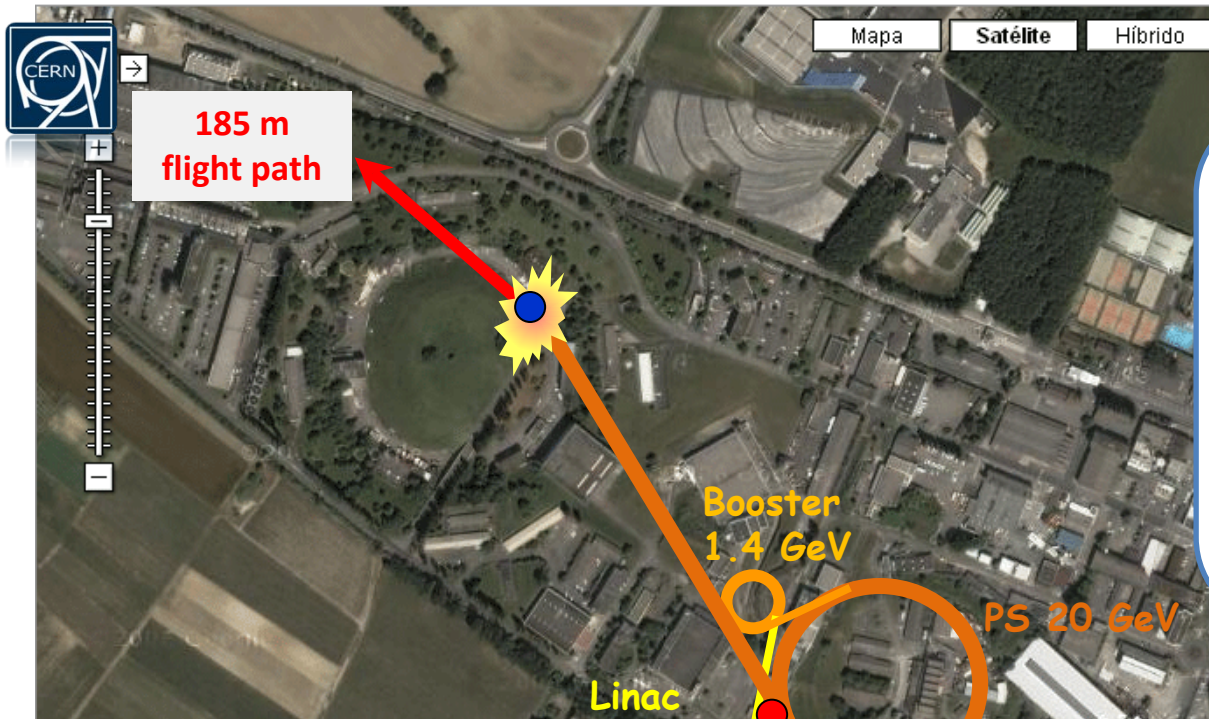 Mapa
Satélite
Híbrido
CERN
185 m
flight path
Booster
1.4 GeV
PS 20 GeV
Linac